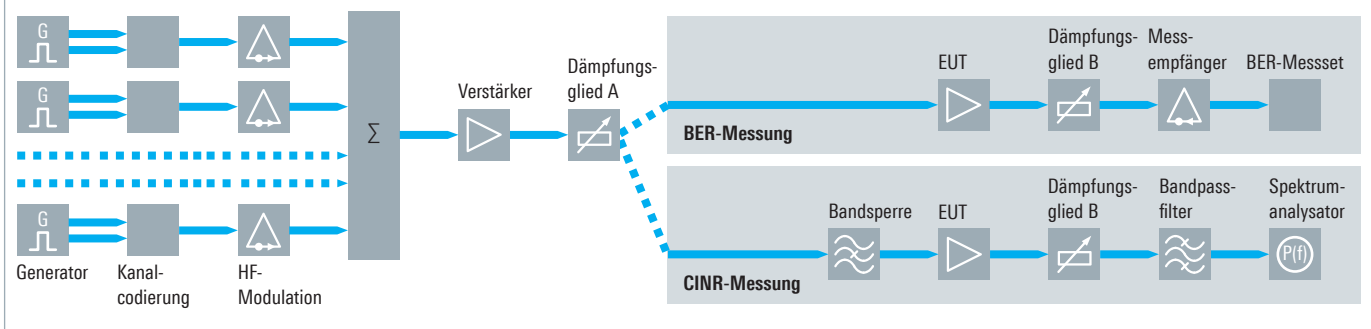 G
G
G
Generator
Kanal-
codierung
HF-
Modulation
∑
Verstärker
Dämpfungs-
glied A
EUT
Dämpfungs-
glied B
Mess-
empfänger
BER-Messset
BER-Messung
Bandsperre
EUT
Dämpfungs-
glied B
Bandpass-
filter
Spektrum-
analysator
P(f)
CINR-Messung